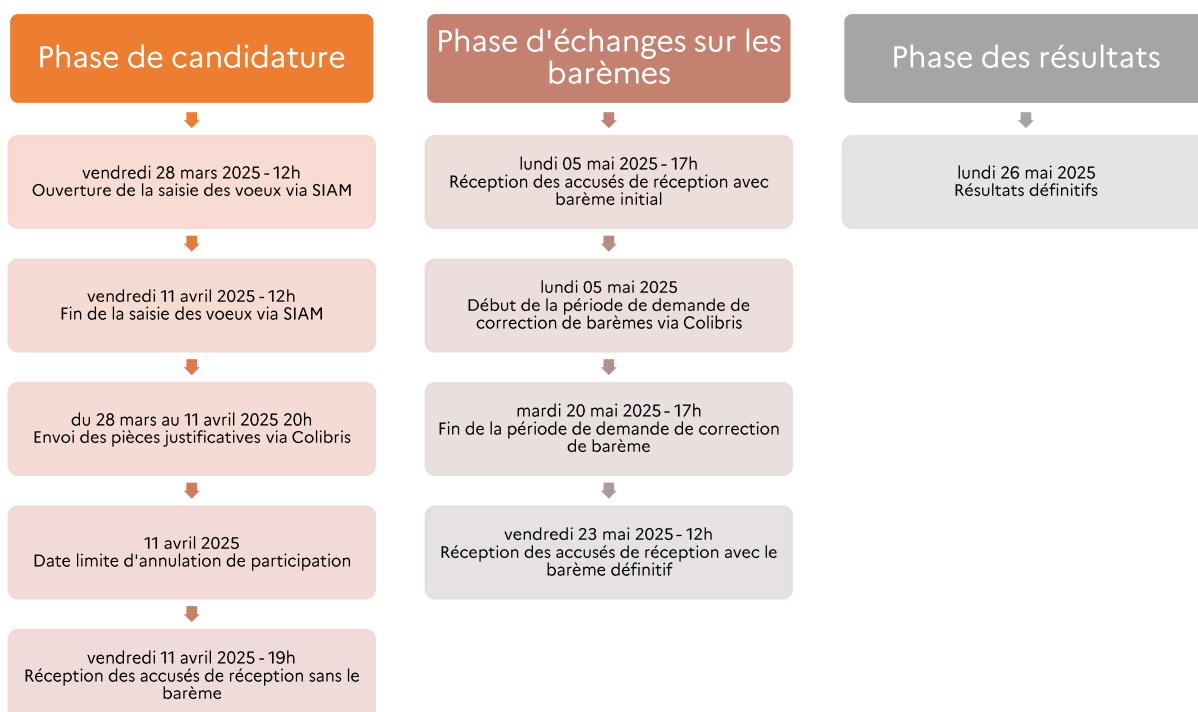 Phase de candidature
vendredi 28 mars 2025 - 12h
Ouverture de la saisie des voeux via SIAM
vendredi 11 avril 2025 - 12h
Fin de la saisie des voeux via SIAM
du 28 mars au 11 avril 2025 20h
Envoi des pièces justificatives via Colibris
11 avril 2025
Date limite d'annulation de participation
vendredi 11 avril 2025 - 19h
Réception des accusés de réception sans le
barème
Phase d'échanges sur les
barèmes
lundi 05 mai 2025 - 17h
Réception des accusés de réception avec
barème initial
lundi 05 mai 2025
Début de la période de demande de
correction de barèmes via Colibris
mardi 20 mai 2025 - 17h
Fin de la période de demande de correction
de barème
vendredi 23 mai 2025 - 12h
Réception des accusés de réception avec le
barème définitif
Phase des résultats
lundi 26 mai 2025
Résultats définitifs